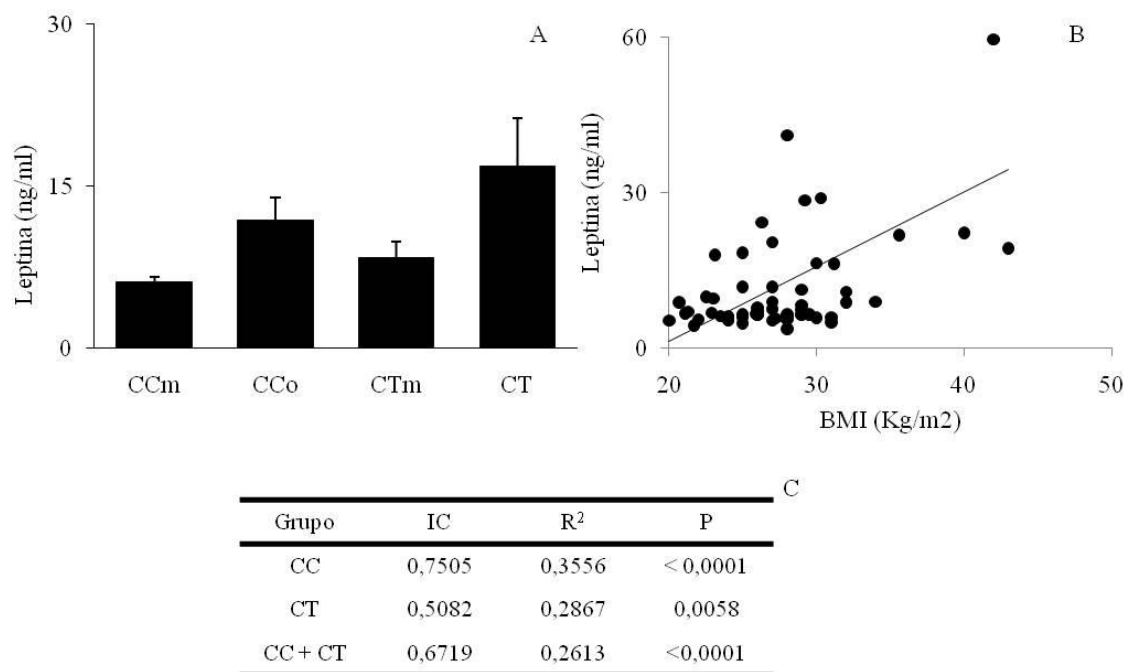 30
15
0
Leptina (ng/ml)
A
CCm CCo CTm CT
60
30
0
Leptina (ng/ml)
B
20 30 40 50
BMI (Kg/m2)
C
Grupo IC R² P
CC 0,7505 0,3556 < 0,0001
CT 0,5082 0,2867 0,0058
CC + CT 0,6719 0,2613 <0,0001